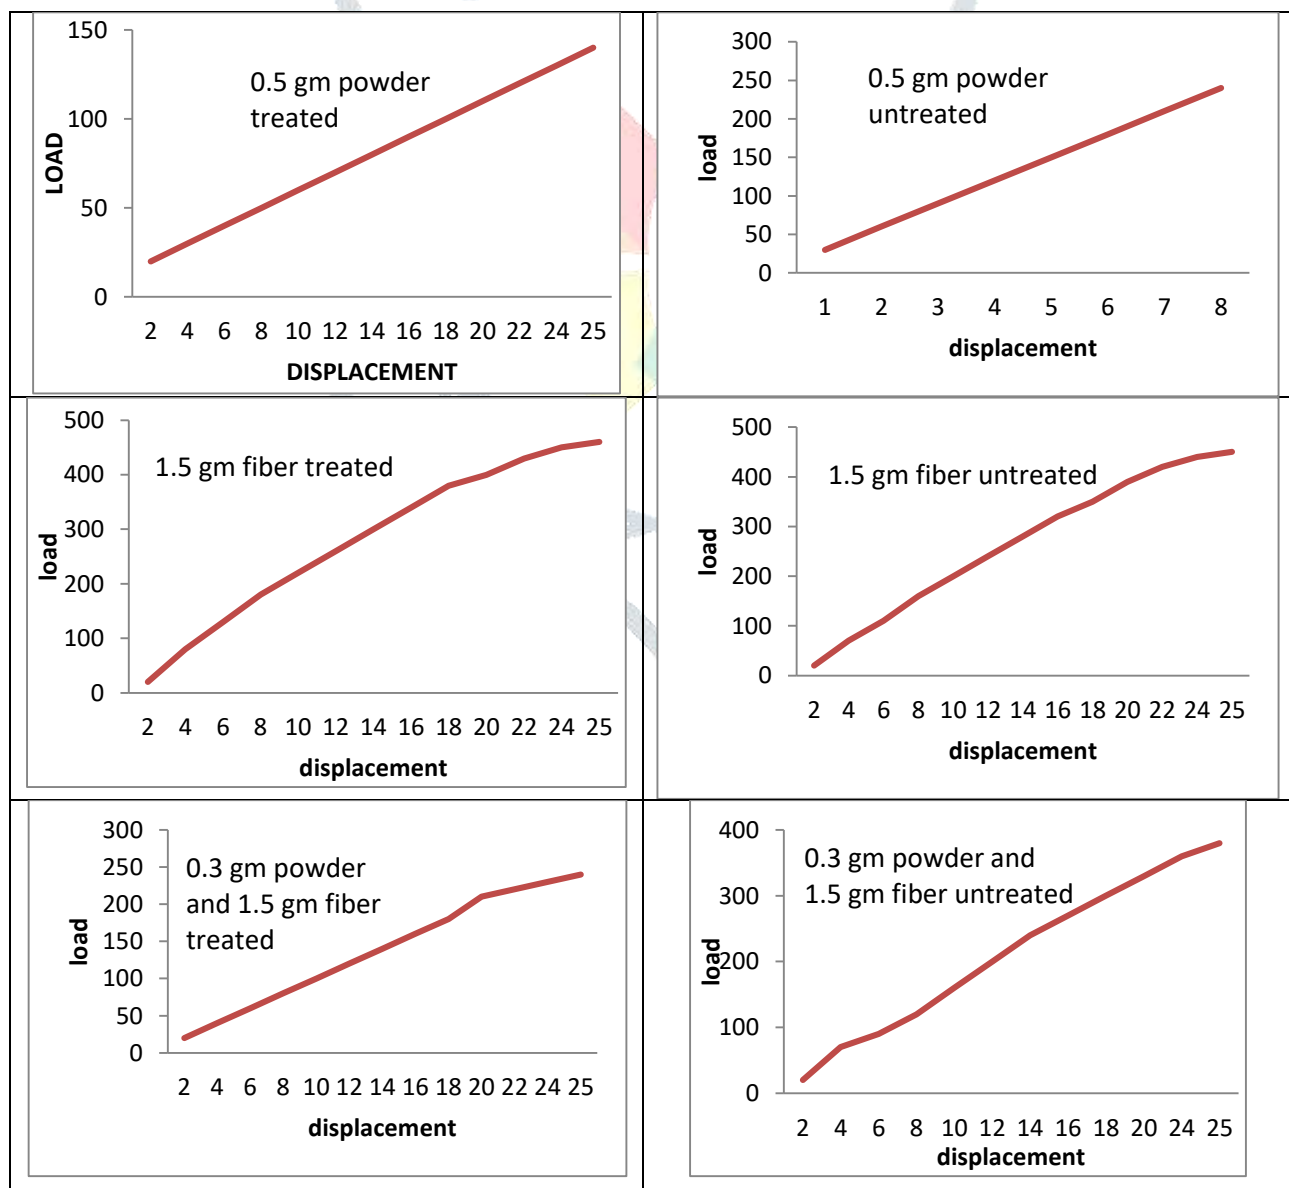 150
100
50
0
LOAD
0.5 gm powder
treated
2 4 6 8 10 12 14 16 18 20 22 24 25
DISPLACEMENT
300
250
200
150
100
50
0
load
0.5 gm powder
untreated
1 2 3 4 5 6 7 8
displacement
500
400
300
200
100
0
load
1.5 gm fiber treated
2 4 6 8 10 12 14 16 18 20 22 24 25
displacement
500
400
300
200
100
0
load
1.5 gm fiber untreated
2 4 6 8 10 12 14 16 18 20 22 24 25
displacement
300
250
200
150
100
50
0
load
0.3 gm powder
and 1.5 gm fiber
treated
2 4 6 8 10 12 14 16 18 20 22 24 25
displacement
400
300
200
100
0
load
0.3 gm powder and
1.5 gm fiber untreated
2 4 6 8 10 12 14 16 18 20 24 25
displacement